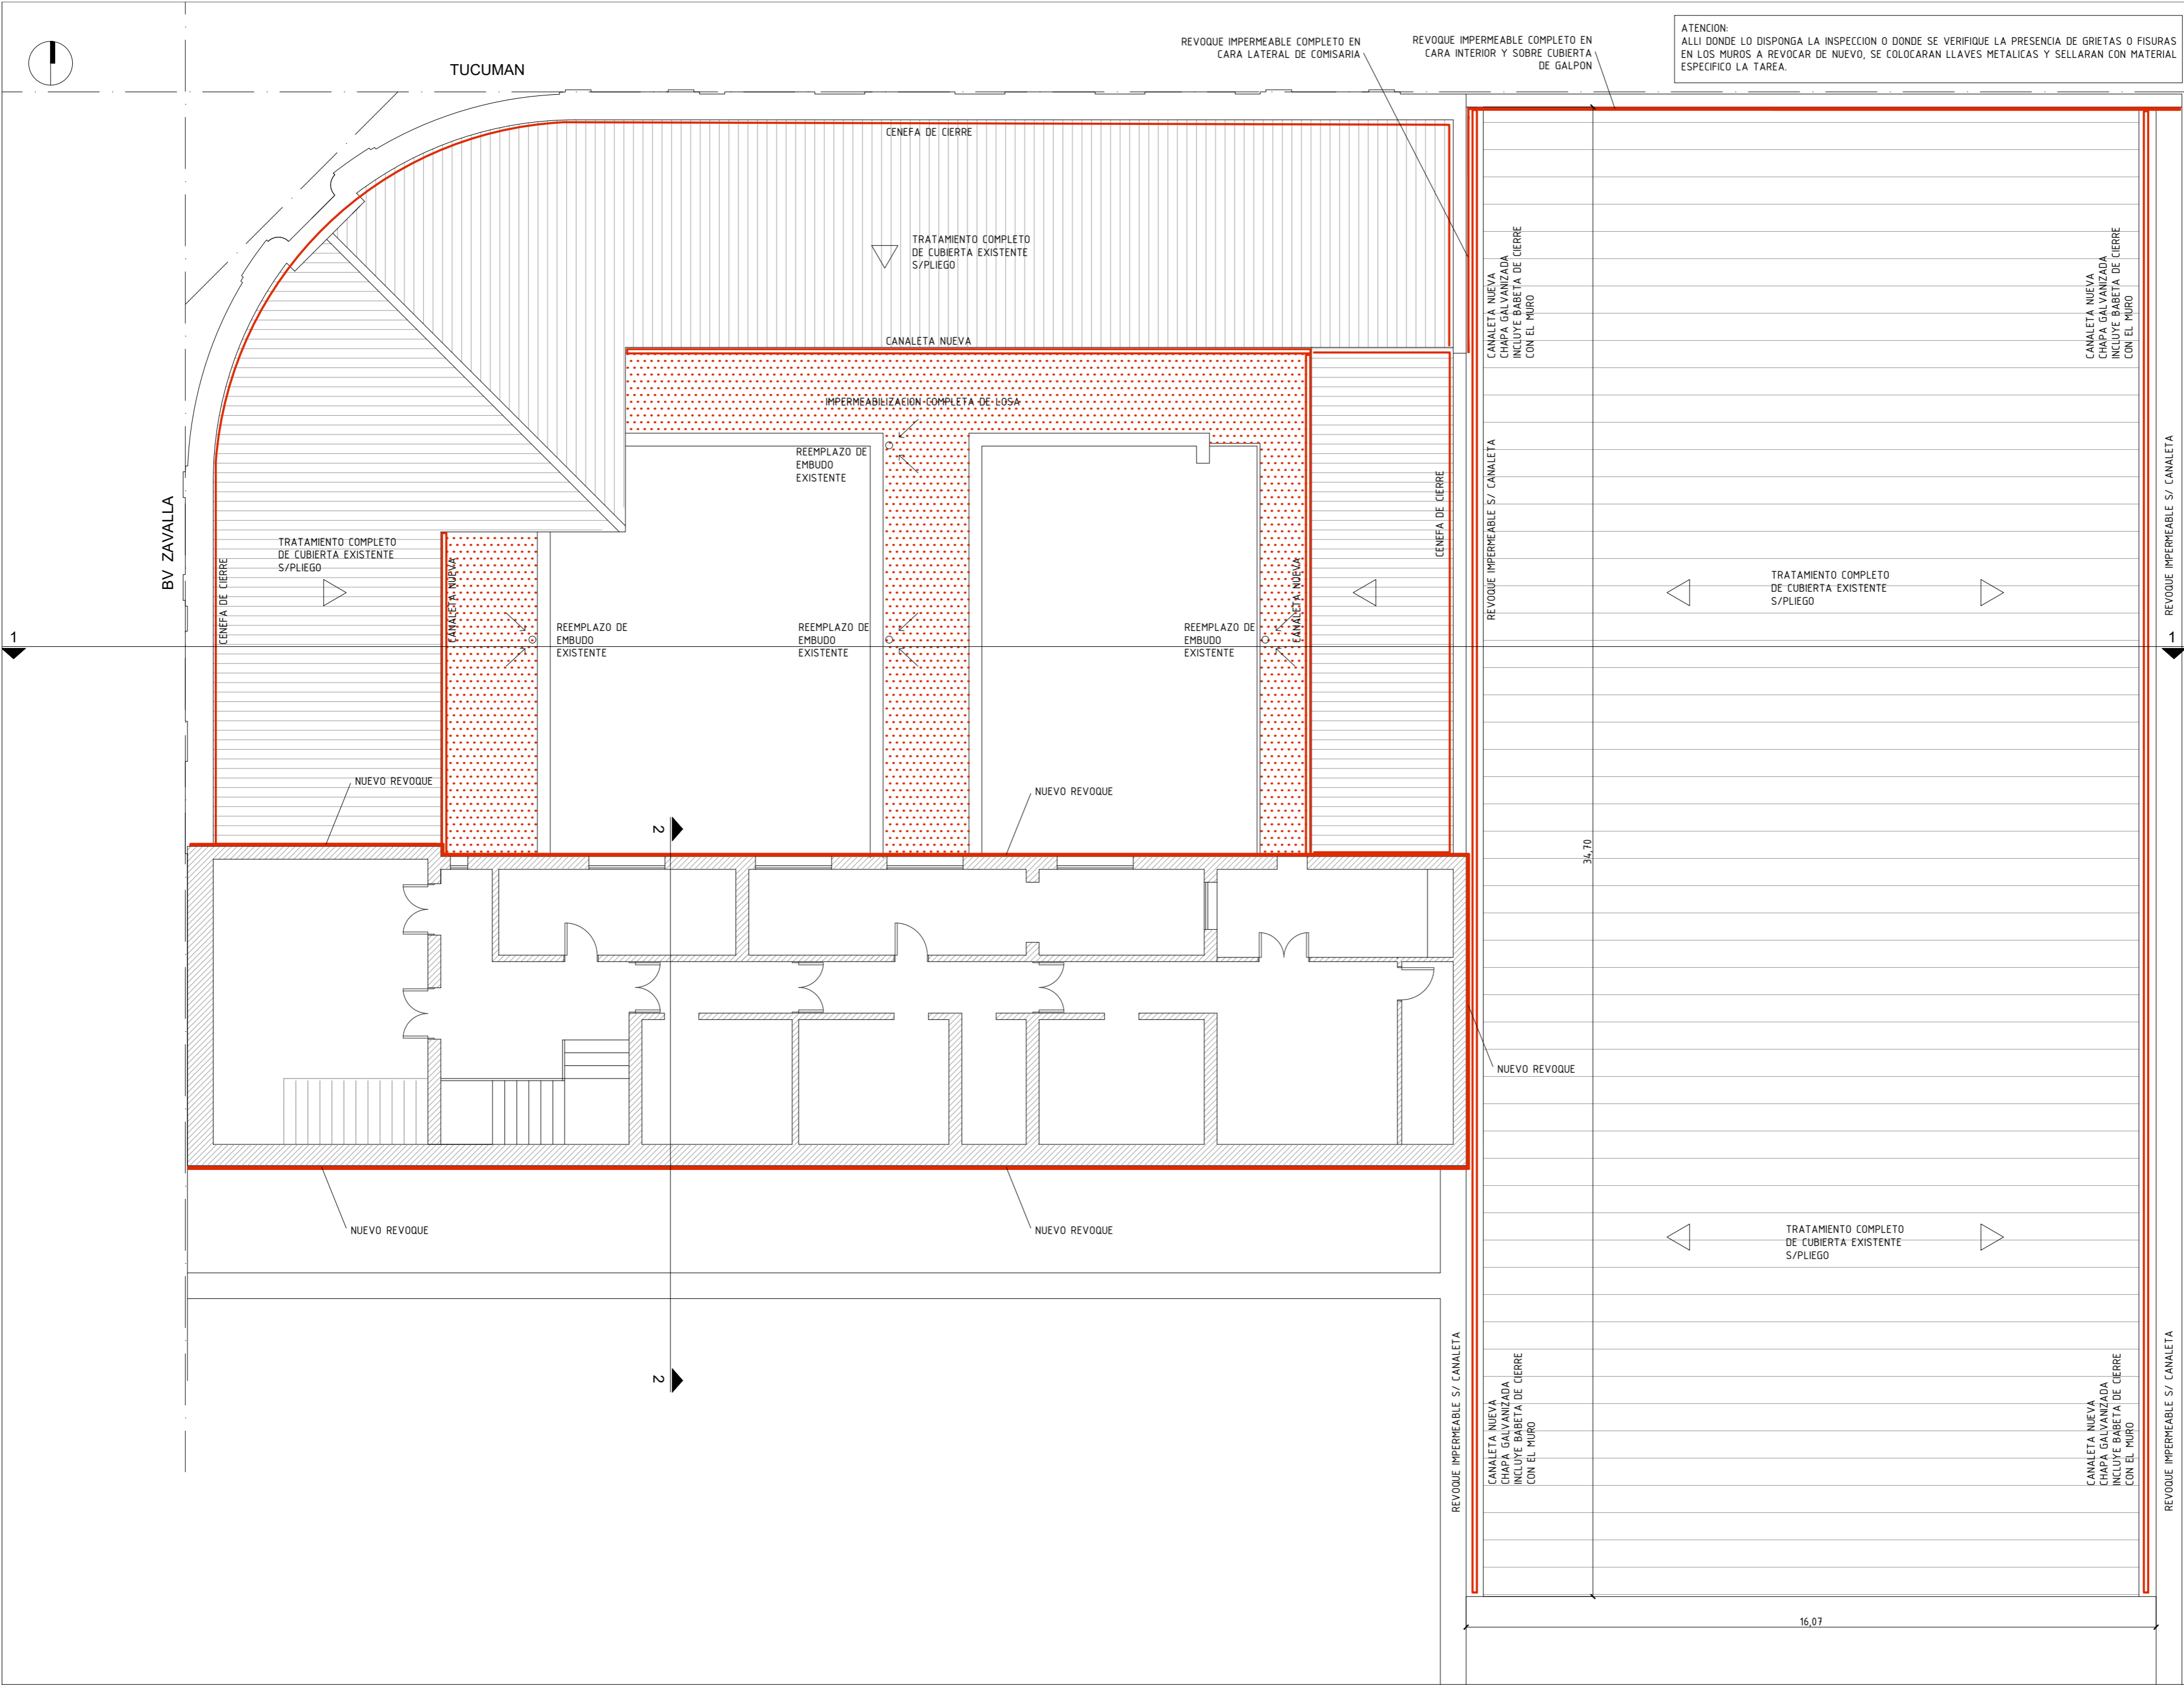 ATENCION:
ALLI DONDE LO DISPONGA LA INSPECCION O DONDE SE VERIFIQUE LA PRESENCIA DE GRIETAS O FISURAS
EN LOS MUROS A REVOCAR DE NUEVO, SE COLOCARAN LLAVES METALICAS Y SELLARAN CON MATERIAL
ESPECIFICO LA TAREA.
REVOQUE IMPERMEABLE COMPLETO EN
CARA LATERAL DE COMISARIA
REVOQUE IMPERMEABLE COMPLETO EN
CARA INTERIOR Y SOBRE CUBIERTA
DE GALPON
TUCUMAN
CENEFA DE CIERRE
TRATAMIENTO COMPLETO
DE CUBIERTA EXISTENTE
S/PLIEGO
CANALETA NUEVA
CHAPA GALVANIZADA
INCLUYE BABETA DE CIERRE
CON EL MURO
CANALETA NUEVA
CHAPA GALVANIZADA
INCLUYE BABETA DE CIERRE
CON EL MURO
CANALETA NUEVA
IMPERMEABILIZACION COMPLETA DE LOSA
REEMPLAZO DE
EMBUDO
EXISTENTE
CENEFA DE CIERRE
REVOQUE IMPERMEABLE S/ CANALETA
REVOQUE IMPERMEABLE S/ CANALETA
BV ZAVALLA
TRATAMIENTO COMPLETO
DE CUBIERTA EXISTENTE
S/PLIEGO
CENEFA DE CIERRE
CANALETA NUEVA
CANALETA NUEVA
TRATAMIENTO COMPLETO
DE CUBIERTA EXISTENTE
S/PLIEGO
REEMPLAZO DE
EMBUDO
EXISTENTE
REEMPLAZO DE
EMBUDO
EXISTENTE
REEMPLAZO DE
EMBUDO
EXISTENTE
1
1
NUEVO REVOQUE
NUEVO REVOQUE
2
34,70
NUEVO REVOQUE
NUEVO REVOQUE
NUEVO REVOQUE
TRATAMIENTO COMPLETO
DE CUBIERTA EXISTENTE
S/PLIEGO
2
REVOQUE IMPERMEABLE S/ CANALETA
CANALETA NUEVA
CHAPA GALVANIZADA
INCLUYE BABETA DE CIERRE
CON EL MURO
CANALETA NUEVA
CHAPA GALVANIZADA
INCLUYE BABETA DE CIERRE
CON EL MURO
REVOQUE IMPERMEABLE S/ CANALETA
16,07